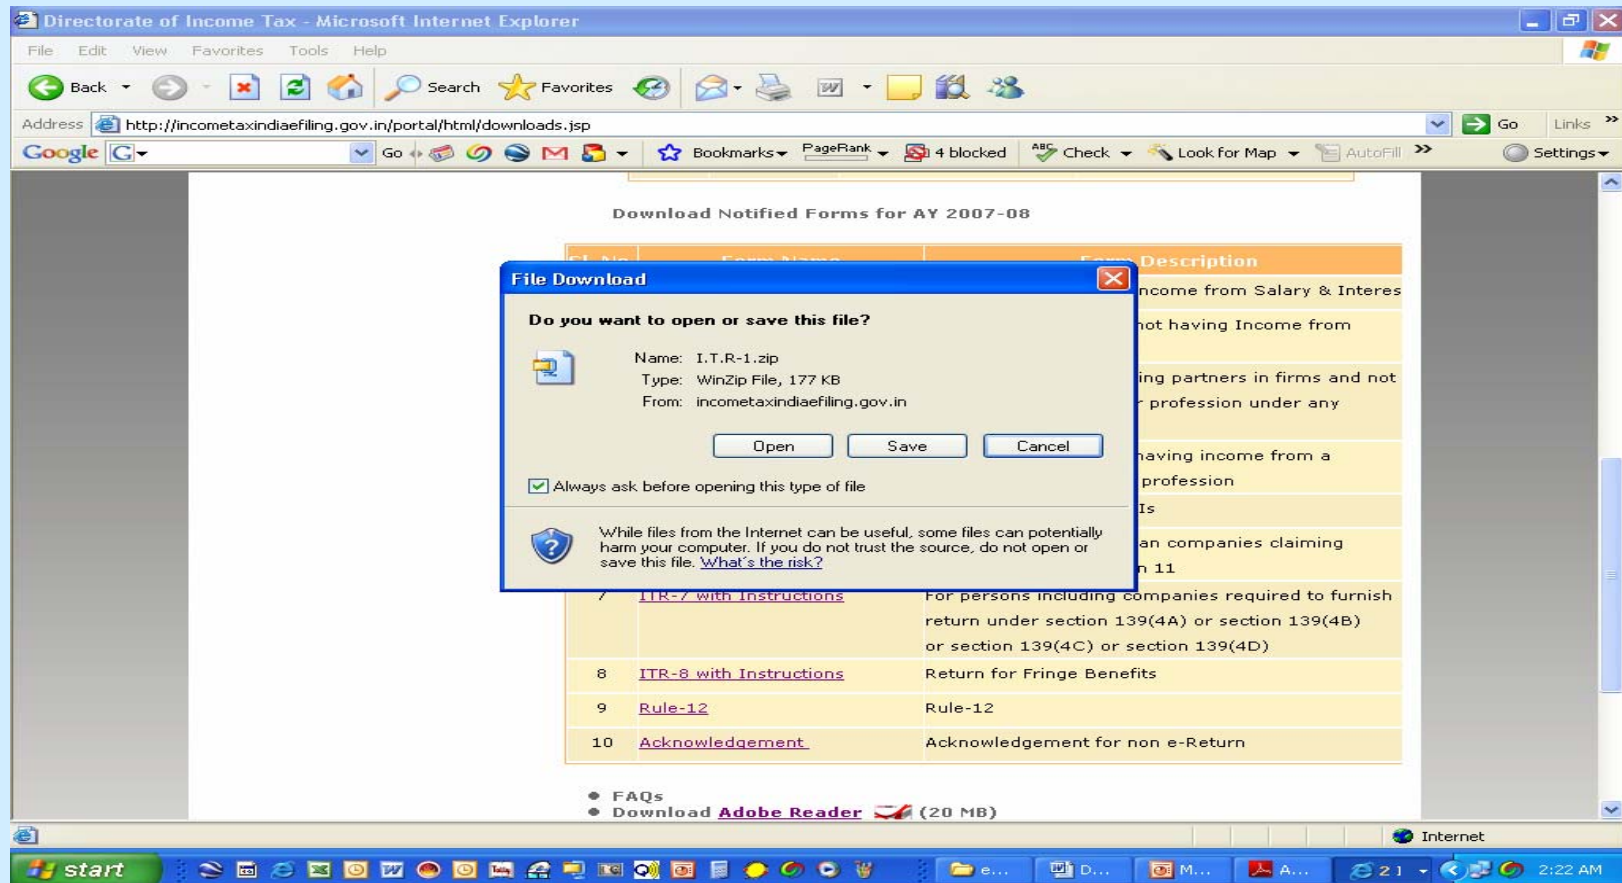 Directorate of Income Tax - Microsoft Internet Explorer
File Edit View Favorites Tools Help
Back Search Favorites
Address http://incometaxindiaefiling.gov.in/portal/html/downloads.jsp Go Links »
Google G Go Bookmarks PageRank 4 blocked ABC Check Look for Map AutoFill » Settings
Download Notified Forms for AY 2007-08
Description
File Download
Do you want to open or save this file?
Name: I.T.R-1.zip
Type: WinZip File, 177 KB
From: incometaxindiaefiling.gov.in
Open Save Cancel
Always ask before opening this type of file
While files from the Internet can be useful, some files can potentially
harm your computer. If you do not trust the source, do not open or
save this file. What's the risk?
ncome from Salary & Interes
not having Income from
ing partners in firms and not
profession under any
having income from a
profession
Is
an companies claiming
n 11
7 ITR-7 with Instructions For persons including companies required to furnish
return under section 139(4A) or section 139(4B)
or section 139(4C) or section 139(4D)
8 ITR-8 with Instructions Return for Fringe Benefits
9 Rule-12 Rule-12
10 Acknowledgement Acknowledgement for non e-Return
• FAQs
• Download Adobe Reader (20 MB)
Internet
start e... D... M... A... 2:22 AM